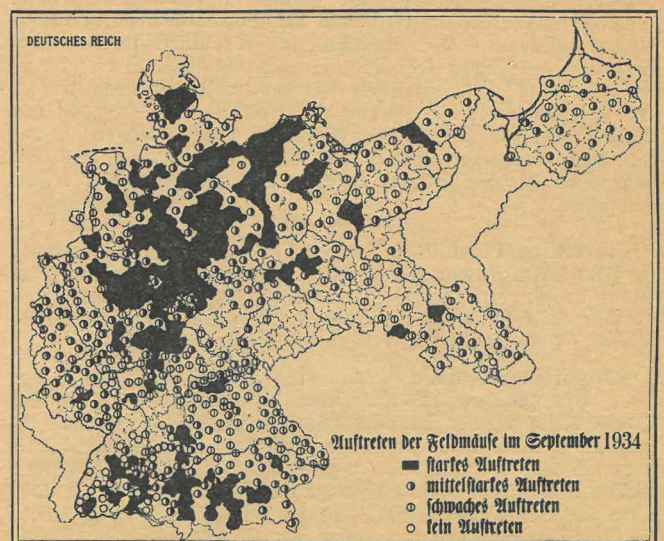 DEUTSCHES REICH
Auftreten der Feldmäuse im September 1934
starkes Auftreten
mittelstarkes Auftreten
schwaches Auftreten
kein Auftreten